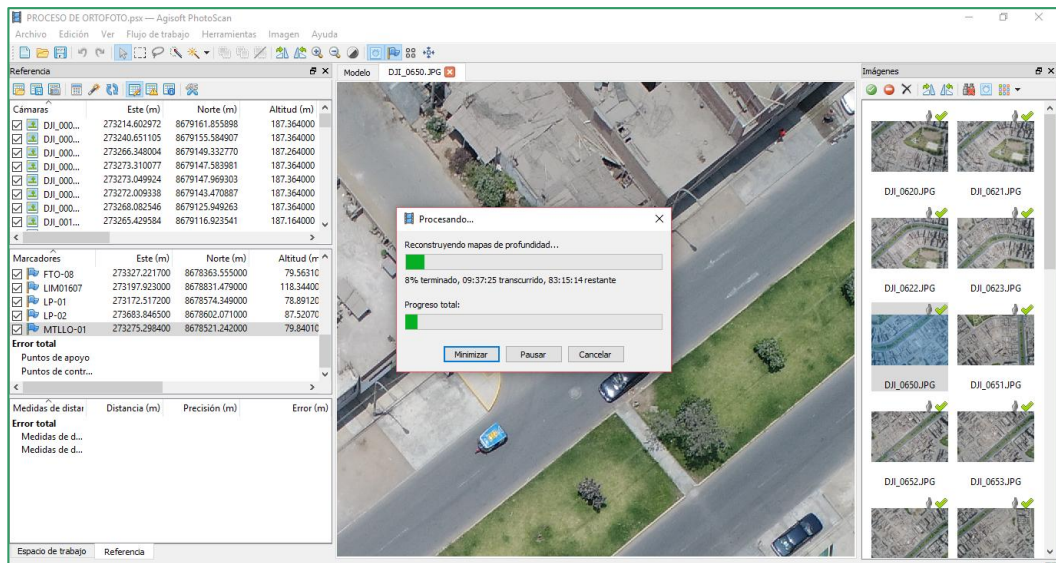 PROCESO DE ORTOFOTO.psx — Agisoft PhotoScan
Archivo Edición Ver Flujo de trabajo Herramientas Imagen Ayuda
Referencia
Cámaras Este (m) Norte (m) Altitud (m)
DJI_000... 273214.602972 8679161.855898 187.364000
DJI_000... 273240.651105 8679155.584907 187.364000
DJI_000... 273266.348004 8679149.332770 187.264000
DJI_000... 273273.310077 8679147.583981 187.364000
DJI_000... 273273.049924 8679147.969303 187.364000
DJI_000... 273272.009338 8679143.470887 187.364000
DJI_000... 273268.082546 8679125.949263 187.364000
DJI_001... 273265.429584 8679116.923541 187.164000
Marcadores Este (m) Norte (m) Altitud (m
FTO-08 273327.221700 8678363.555000 79.56310
LIM01607 273197.923000 8678831.479000 118.34400
LP-01 273172.517200 8678574.349000 78.89120
LP-02 273683.846500 8678602.071000 87.52070
MTLLO-01 273275.298400 8678521.242000 79.84010
Error total
Puntos de apoyo
Puntos de contr...
Medidas de distar Distancia (m) Precisión (m) Error (m)
Error total
Medidas de d...
Medidas de d...
Espacio de trabajo Referencia
Modelo DJI_0650.JPG
Procesando...
Reconstruyendo mapas de profundidad...
8% terminado, 09:37:25 transcurrido, 83:15:14 restante
Progreso total:
Minimizar Pausar Cancelar
Imágenes
DJI_0620.JPG DJI_0621.JPG
DJI_0622.JPG DJI_0623.JPG
DJI_0650.JPG DJI_0651.JPG
DJI_0652.JPG DJI_0653.JPG